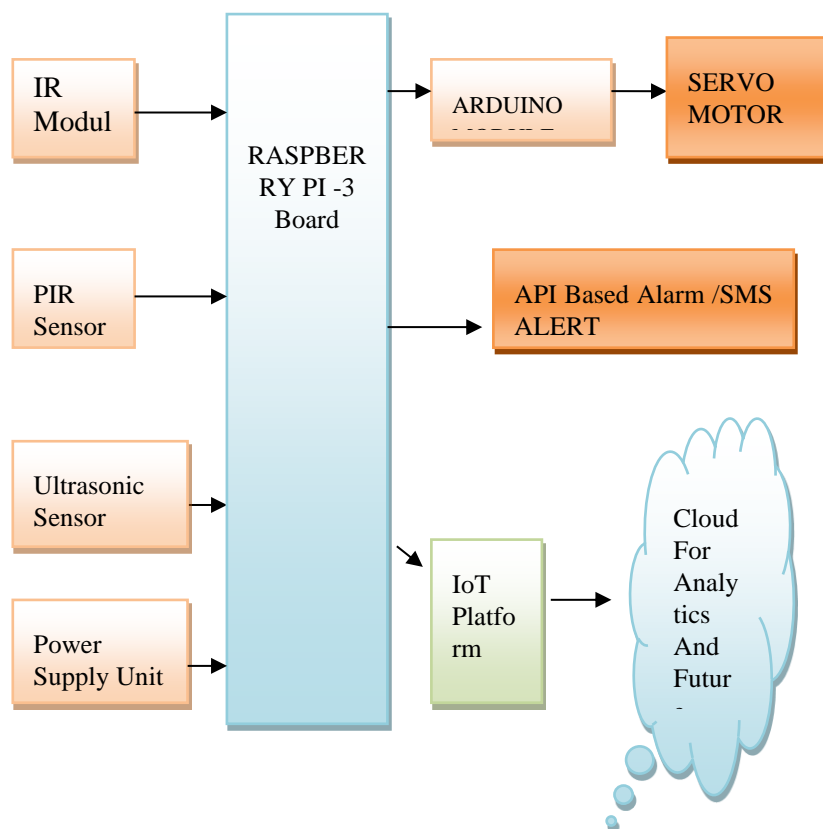 IR
Modul
PIR
Sensor
Ultrasonic
Sensor
Power
Supply Unit
RASPBER
RY PI -3
Board
ARDUINO
SERVO
MOTOR
API Based Alarm /SMS
ALERT
IoT
Platfo
rm
Cloud
For
Analy
tics
And
Futur